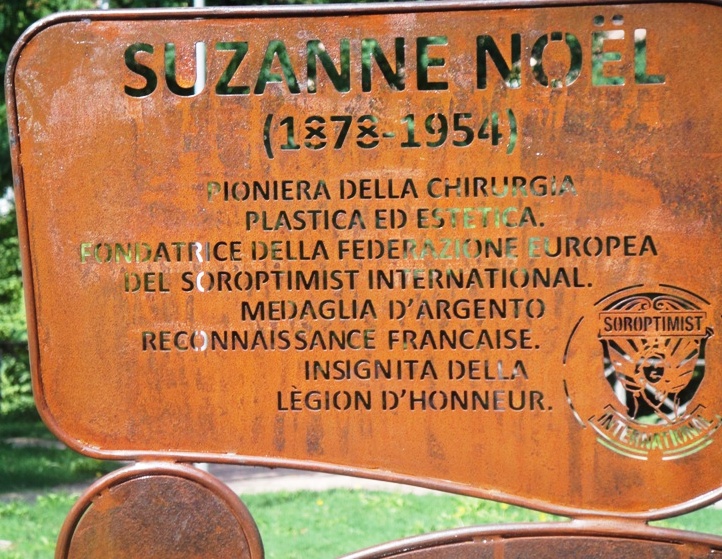 SUZANNE NOËL
(1878-1954)
PIONIERA DELLA CHIRURGIA
PLASTICA ED ESTETICA.
FONDATRICE DELLA FEDERAZIONE EUROPEA
DEL SOROPTIMIST INTERNATIONAL.
MEDAGLIA D'ARGENTO
RECONNAISSANCE FRANCAISE.
INSIGNITA DELLA
LÈGION D'HONNEUR.
SOROPTIMIST
INTERNATIONAL